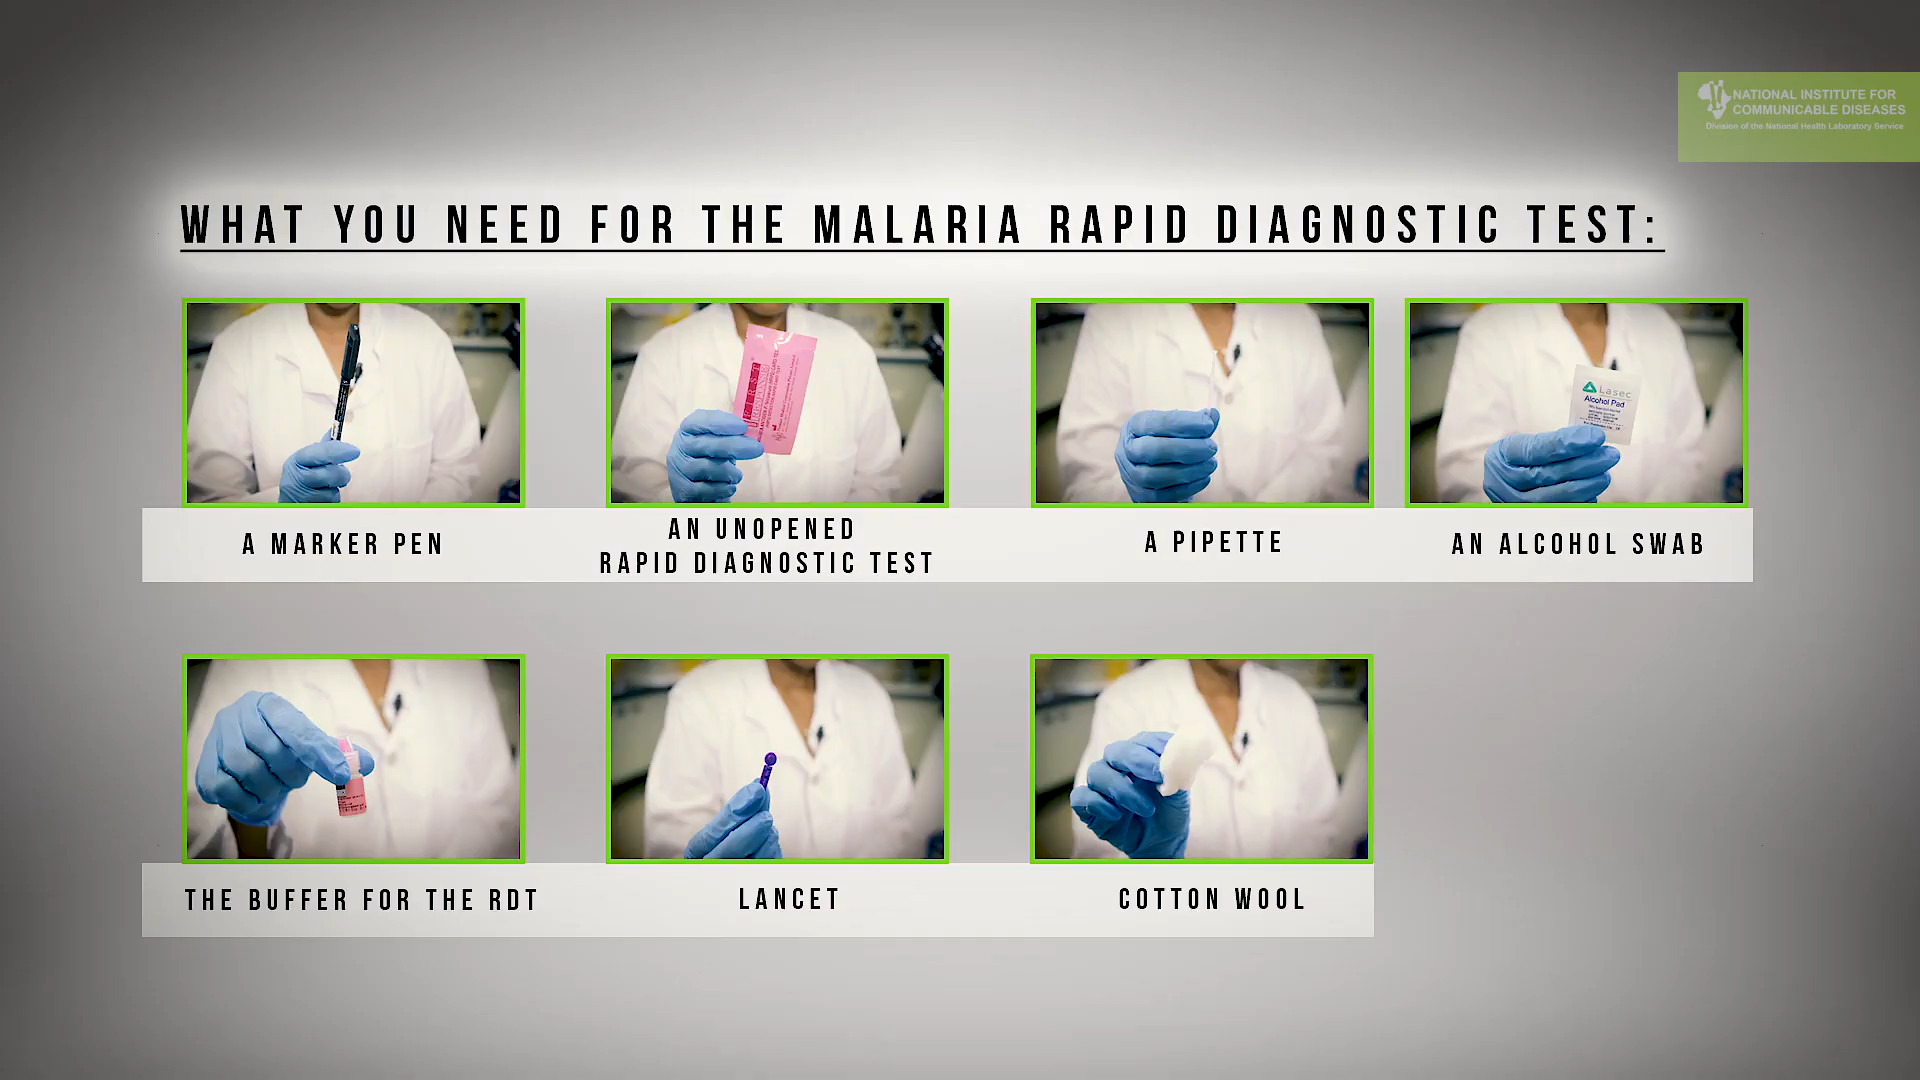 NATIONAL INSTITUTE FOR
COMMUNICABLE DISEASES
Division of the National Health Laboratory Service
WHAT YOU NEED FOR THE MALARIA RAPID DIAGNOSTIC TEST:
FIRST
RESPONSE
Lasec
Alcohol Pad
A MARKER PEN
AN UNOPENED
RAPID DIAGNOSTIC TEST
A PIPETTE
AN ALCOHOL SWAB
THE BUFFER FOR THE RDT
LANCET
COTTON WOOL